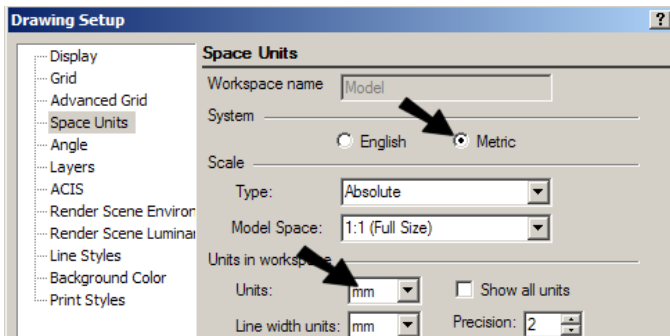 Drawing Setup ?
Display
Grid
Advanced Grid
Space Units
Angle
Layers
ACIS
Render Scene Environ
Render Scene Luminar
Line Styles
Background Color
Print Styles
Space Units
Workspace name Model
System
English Metric
Scale
Type: Absolute
Model Space: 1:1 (Full Size)
Units in workspace
Units: mm Show all units
Line width units: mm Precision: 2